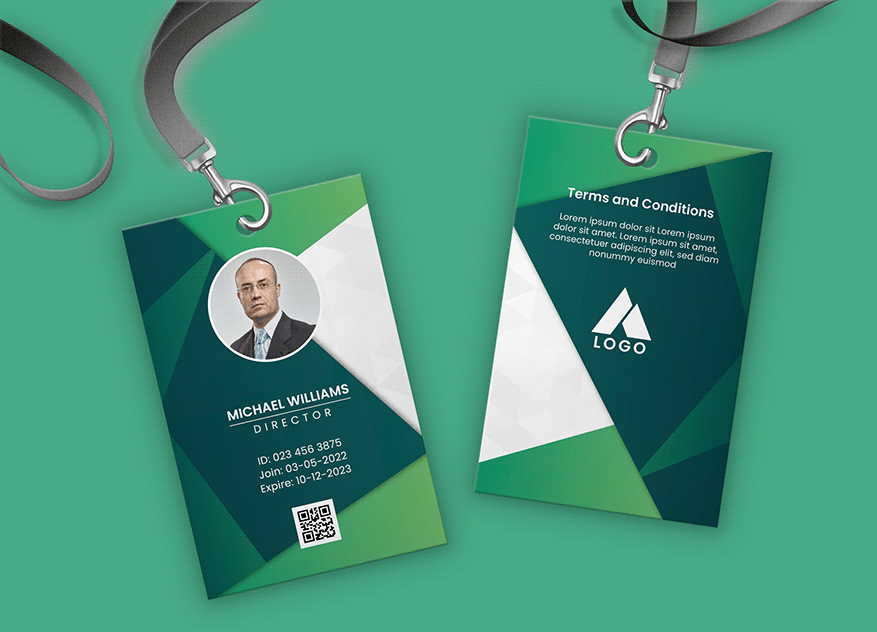 MICHAEL WILLIAMS
DIRECTOR
ID: 023 456 3875
Join: 03-05-2022
Expire: 10-12-2023
Terms and Conditions
Lorem ipsum dolor sit Lorem ipsum
dolor sit amet. Lorem ipsum sit amet,
consectetuer adipiscing elit, sed diam
nonummy euismod
LOGO